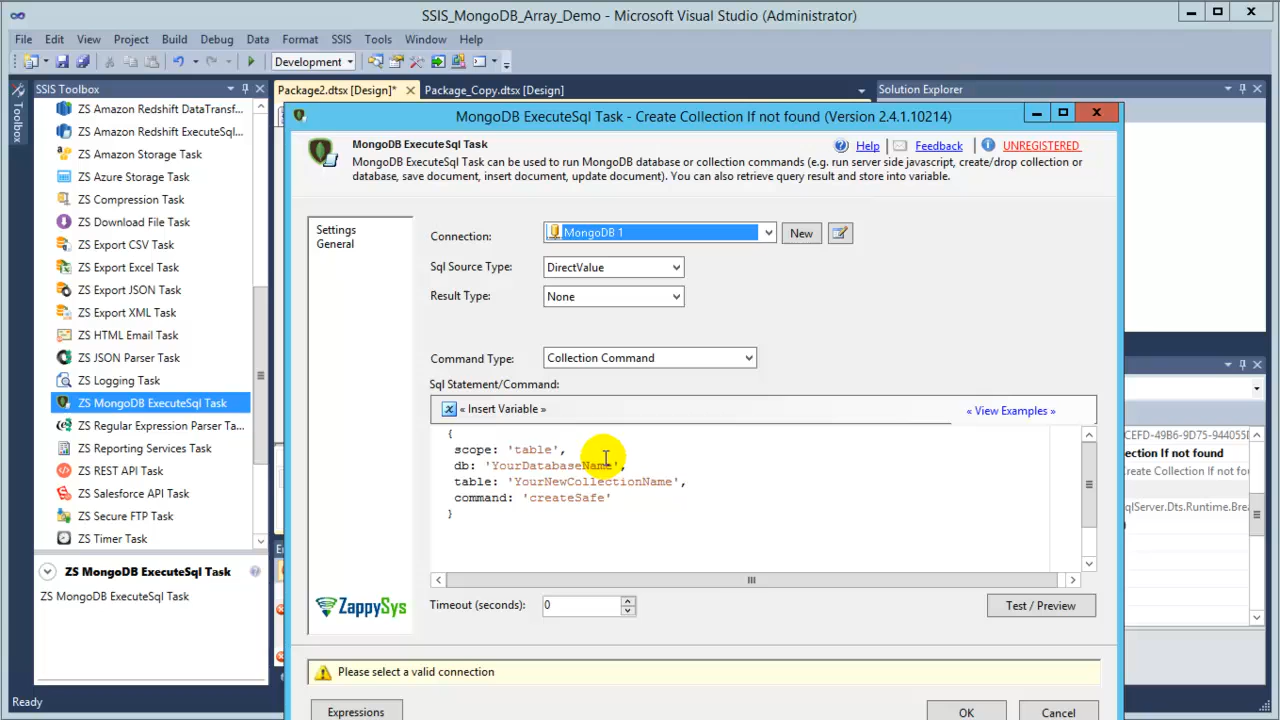 SSIS_MongoDB_Array_Demo - Microsoft Visual Studio (Administrator)
File Edit View Project Build Debug Data Format SSIS Tools Window Help
Development
SSIS Toolbox
Package2.dtsx [Design]*
Package_Copy.dtsx [Design]
Solution Explorer
Toolbox
ZS Amazon Redshift DataTransf...
ZS Amazon Redshift ExecuteSql...
ZS Amazon Storage Task
ZS Azure Storage Task
ZS Compression Task
ZS Download File Task
ZS Export CSV Task
ZS Export Excel Task
ZS Export JSON Task
ZS Export XML Task
ZS HTML Email Task
ZS JSON Parser Task
ZS Logging Task
ZS MongoDB ExecuteSql Task
ZS Regular Expression Parser Ta...
ZS Reporting Services Task
ZS REST API Task
ZS Salesforce API Task
ZS Secure FTP Task
ZS Timer Task
ZS MongoDB ExecuteSql Task
ZS MongoDB ExecuteSql Task
Ready
MongoDB ExecuteSql Task - Create Collection If not found (Version 2.4.1.10214)
MongoDB ExecuteSql Task
Help | Feedback | UNREGISTERED
MongoDB ExecuteSql Task can be used to run MongoDB database or collection commands (e.g. run server side javascript, create/drop collection or
database, save document, insert document, update document). You can also retrieve query result and store into variable.
Settings
General
Connection: MongoDB 1 New
Sql Source Type: DirectValue
Result Type: None
Command Type: Collection Command
Sql Statement/Command:
« Insert Variable »
« View Examples »
{
scope: 'table',
db: 'YourDatabaseName',
table: 'YourNewCollectionName',
command: 'createSafe'
}
ZappySys
Timeout (seconds): 0
Test / Preview
Please select a valid connection
Expressions
OK
Cancel
CEFD-49B6-9D75-944055D
ollection If not found
Create Collection If not f
qlServer.Dts.Runtime.Brea